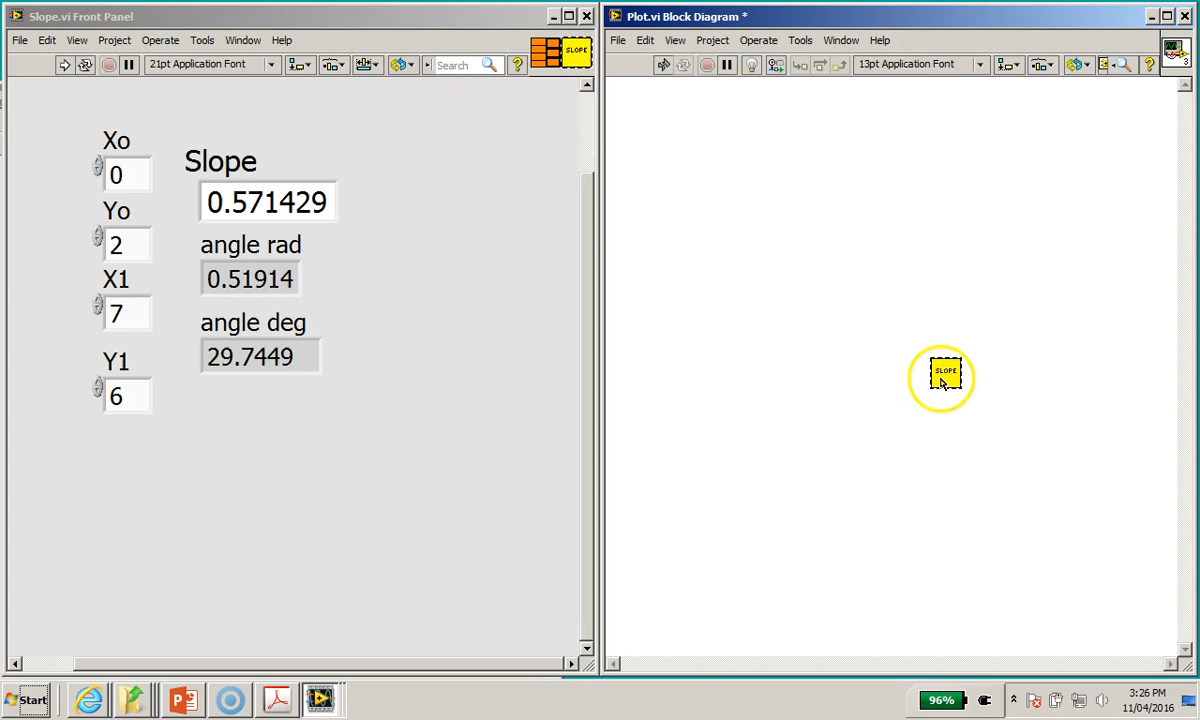 Slope.vi Front Panel
File Edit View Project Operate Tools Window Help
21pt Application Font
Search
SLOPE
Xo
0
Yo
2
X1
7
Y1
6
Slope
0.571429
angle rad
0.51914
angle deg
29.7449
Plot.vi Block Diagram *
File Edit View Project Operate Tools Window Help
13pt Application Font
3
SLOPE
Start
96%
3:26 PM
11/04/2016